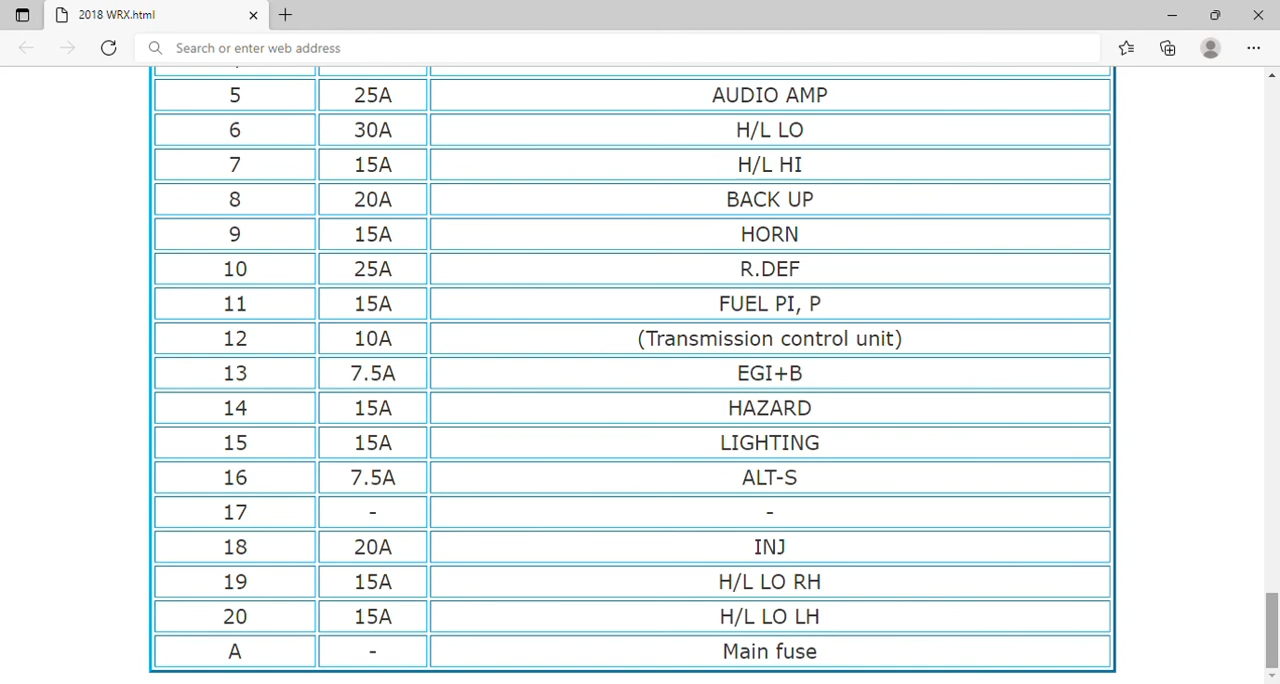 2018 WRX.html
Search or enter web address
5 25A AUDIO AMP
6 30A H/L LO
7 15A H/L HI
8 20A BACK UP
9 15A HORN
10 25A R.DEF
11 15A FUEL PI, P
12 10A (Transmission control unit)
13 7.5A EGI+B
14 15A HAZARD
15 15A LIGHTING
16 7.5A ALT-S
17 - -
18 20A INJ
19 15A H/L LO RH
20 15A H/L LO LH
A - Main fuse